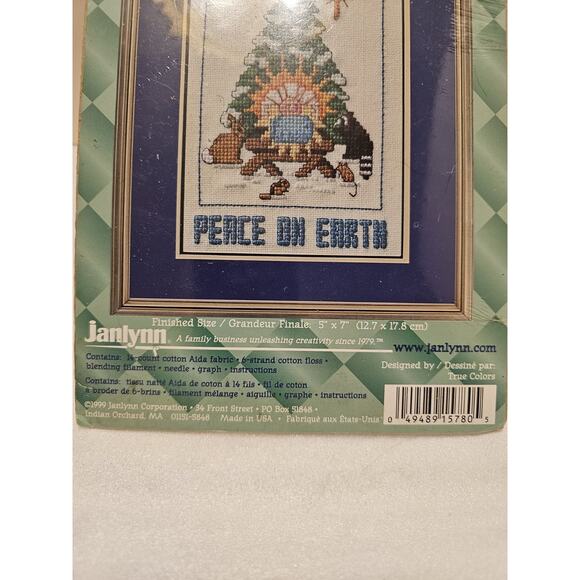 PEACE ON EARTH
Finished Size / Grandeur Finale: 5" x 7" (12.7 x 17.8 cm)
janlynn® A family business unleashing creativity since 1979.™
www.janlynn.com
Contains: 14-count cotton Aida fabric • 6-strand cotton floss •
blending filament • needle • graph • instructions
Designed by / Dessiné par:
True Colors
Contains: tissu natté Aida de coton à 14 fils • fil de coton
à broder de 6-brins • filament mélange • aiguille • graphe • instructions
©1999 Janlynn Corporation • 34 Front Street • PO Box 51848 •
Indian Orchard, MA 01151-5848 Made in USA • Fabriqué aux États-Unis
0 49489 15780 5